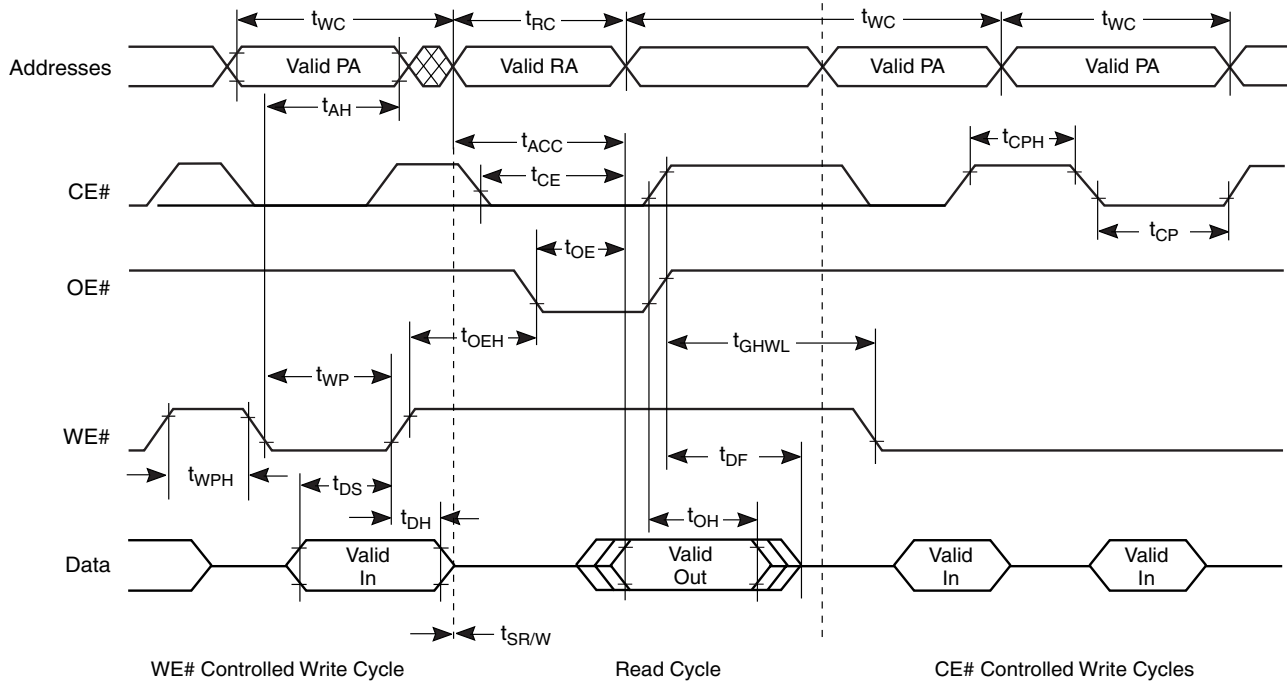 tWC tRC tWC tWC
Addresses Valid PA Valid RA Valid PA Valid PA
tAH
tACC
tCPH
CE# tCE
tCP
tOE
OE#
tOEH tGHWL
tWP
WE#
tWPH tDS tDF
tDH tOH
Data Valid In Valid Out Valid In Valid In
tSR/W
WE# Controlled Write Cycle Read Cycle CE# Controlled Write Cycles